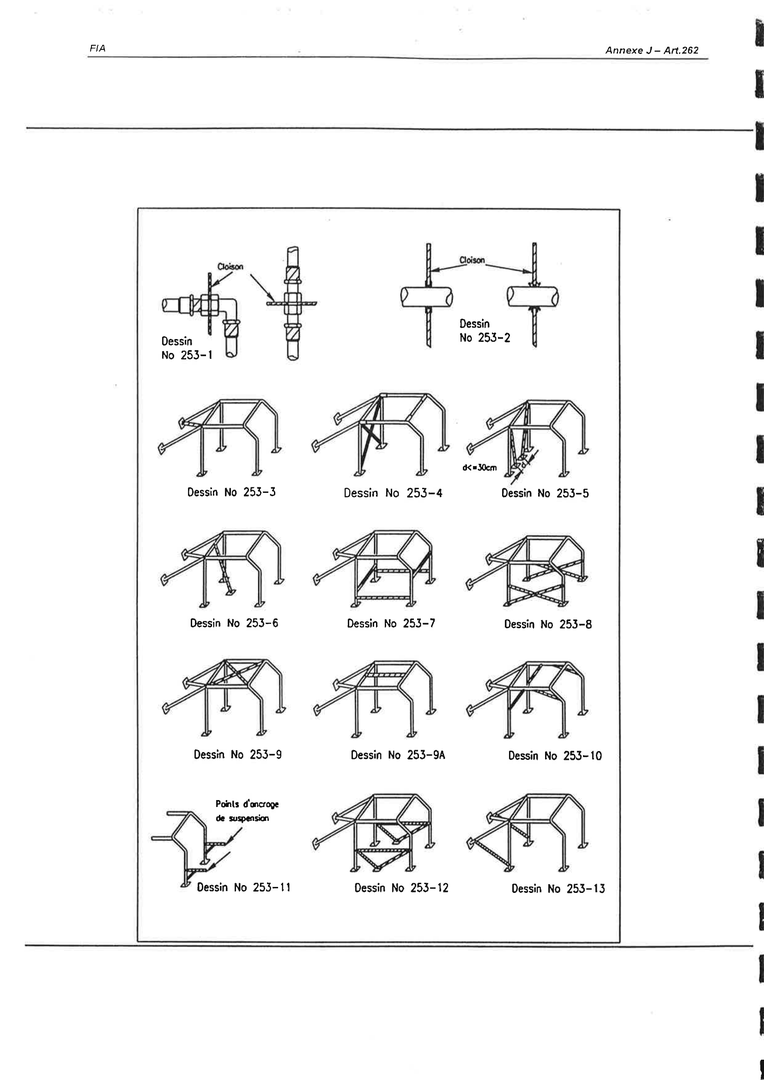 FIA
Annexe J – Art.262
Cloison
Cloison
Dessin
No 253-1
Dessin
No 253-2
d<=30cm
d
Dessin No 253-3
Dessin No 253-4
Dessin No 253-5
Dessin No 253-6
Dessin No 253-7
Dessin No 253-8
Dessin No 253-9
Dessin No 253-9A
Dessin No 253-10
Points d'ancrage
de suspension
Dessin No 253-11
Dessin No 253-12
Dessin No 253-13